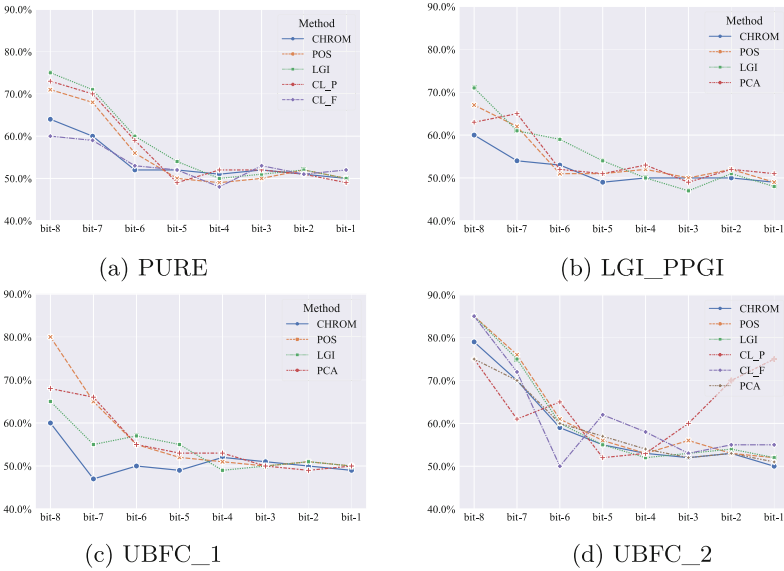 90.0%
80.0%
70.0%
60.0%
50.0%
40.0%
bit-8 bit-7 bit-6 bit-5 bit-4 bit-3 bit-2 bit-1
Method
CHROM
POS
LGI
CL_P
CL_F
(a) PURE
90.0%
80.0%
70.0%
60.0%
50.0%
40.0%
bit-8 bit-7 bit-6 bit-5 bit-4 bit-3 bit-2 bit-1
Method
CHROM
POS
LGI
PCA
(b) LGI_PPGI
90.0%
80.0%
70.0%
60.0%
50.0%
40.0%
bit-8 bit-7 bit-6 bit-5 bit-4 bit-3 bit-2 bit-1
Method
CHROM
POS
LGI
PCA
(c) UBFC_1
90.0%
80.0%
70.0%
60.0%
50.0%
40.0%
bit-8 bit-7 bit-6 bit-5 bit-4 bit-3 bit-2 bit-1
CHROM
POS
LGI
CL_P
CL_F
PCA
(d) UBFC_2